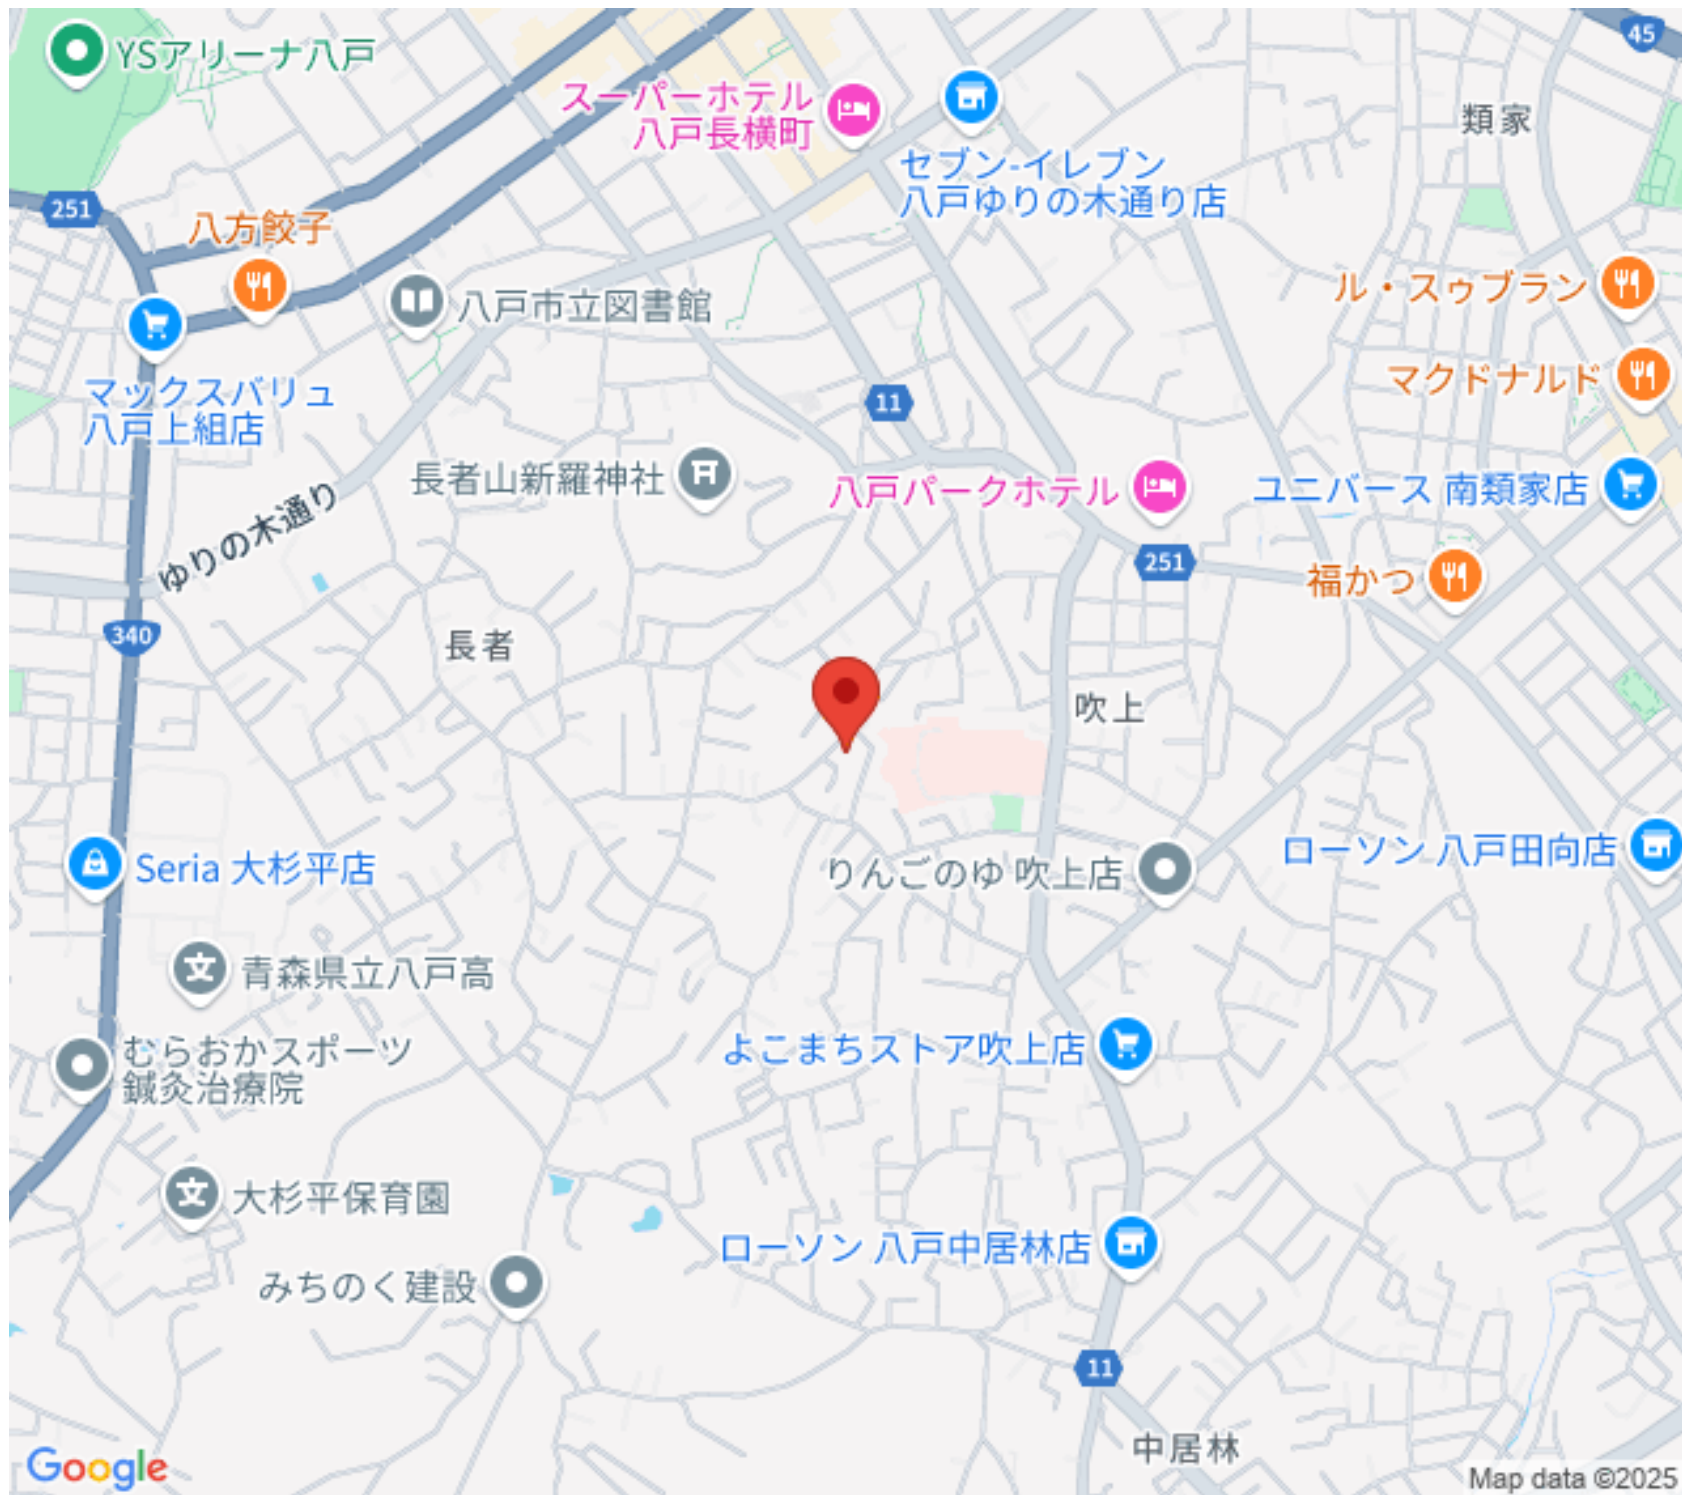 YSアリーナ八戸
45
スーパーホテル
八戸長横町
類家
セブン-イレブン
八戸ゆりの木通り店
251
八方餃子
ル・スゥブラン
八戸市立図書館
マックスバリュ
八戸上組店
マクドナルド
11
長者山新羅神社
八戸パークホテル
ユニバース 南類家店
ゆりの木通り
251
福かつ
340
長者
吹上
Seria 大杉平店
りんごのゆ 吹上店
ローソン 八戸田向店
青森県立八戸高
むらおかスポーツ
鍼灸治療院
よこまちストア吹上店
大杉平保育園
ローソン 八戸中居林店
みちのく建設
11
中居林
Google
Map data ©2025